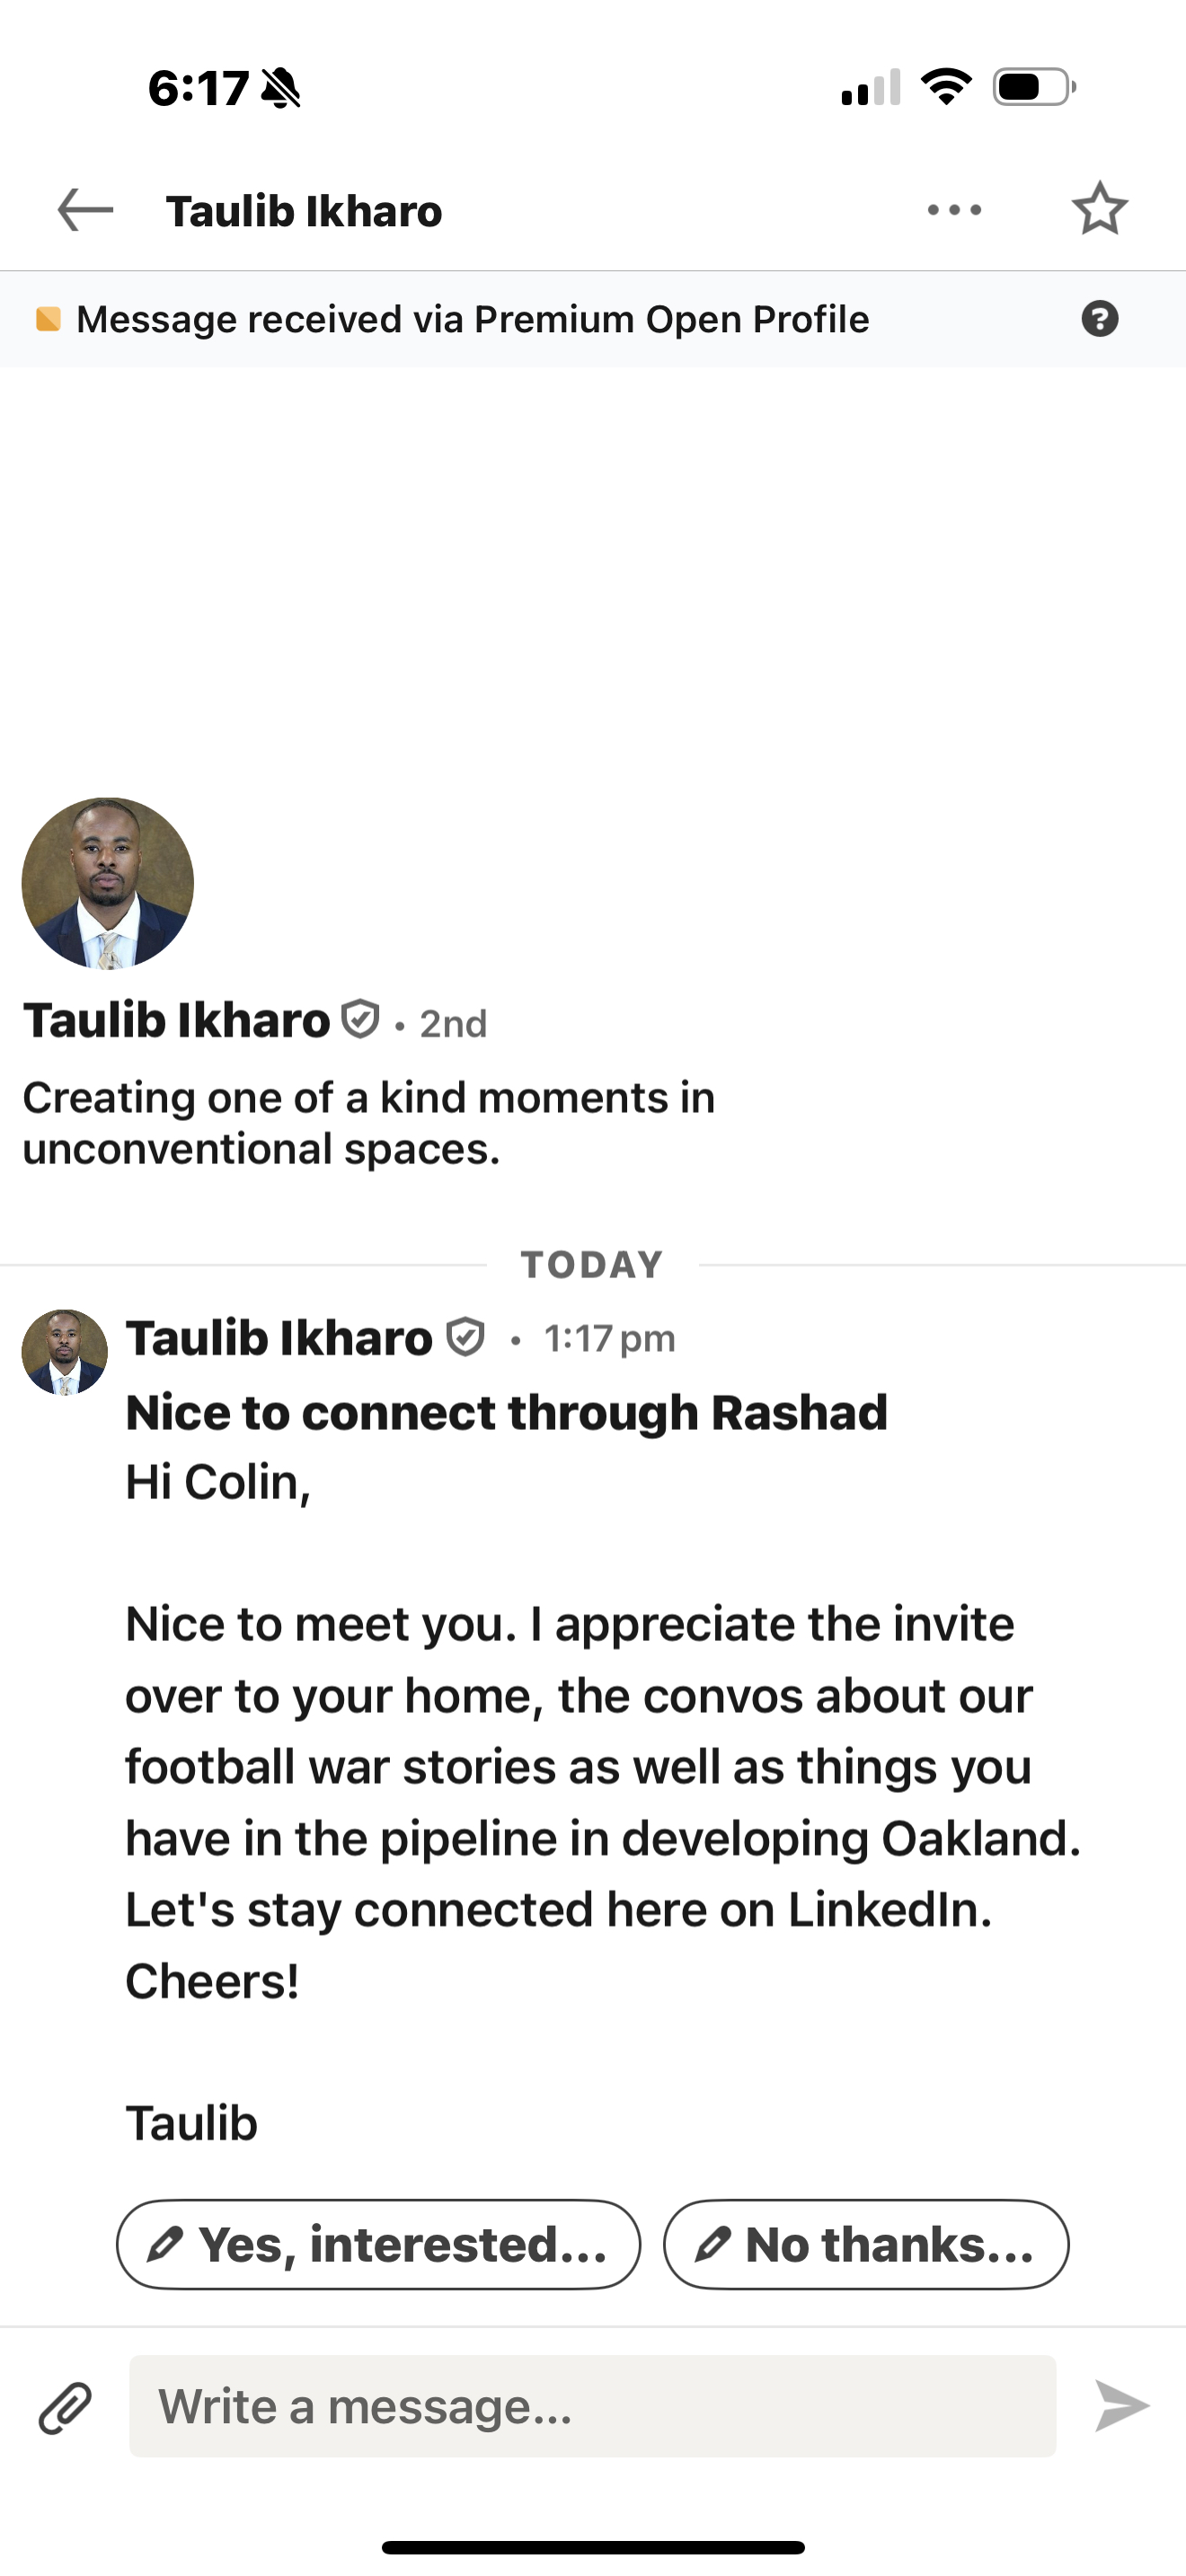 6:17
Taulib Ikharo
Message received via Premium Open Profile
?
Taulib Ikharo • 2nd
Creating one of a kind moments in
unconventional spaces.
TODAY
Taulib Ikharo • 1:17 pm
Nice to connect through Rashad
Hi Colin,
Nice to meet you. I appreciate the invite
over to your home, the convos about our
football war stories as well as things you
have in the pipeline in developing Oakland.
Let's stay connected here on LinkedIn.
Cheers!
Taulib
Yes, interested... No thanks...
Write a message...